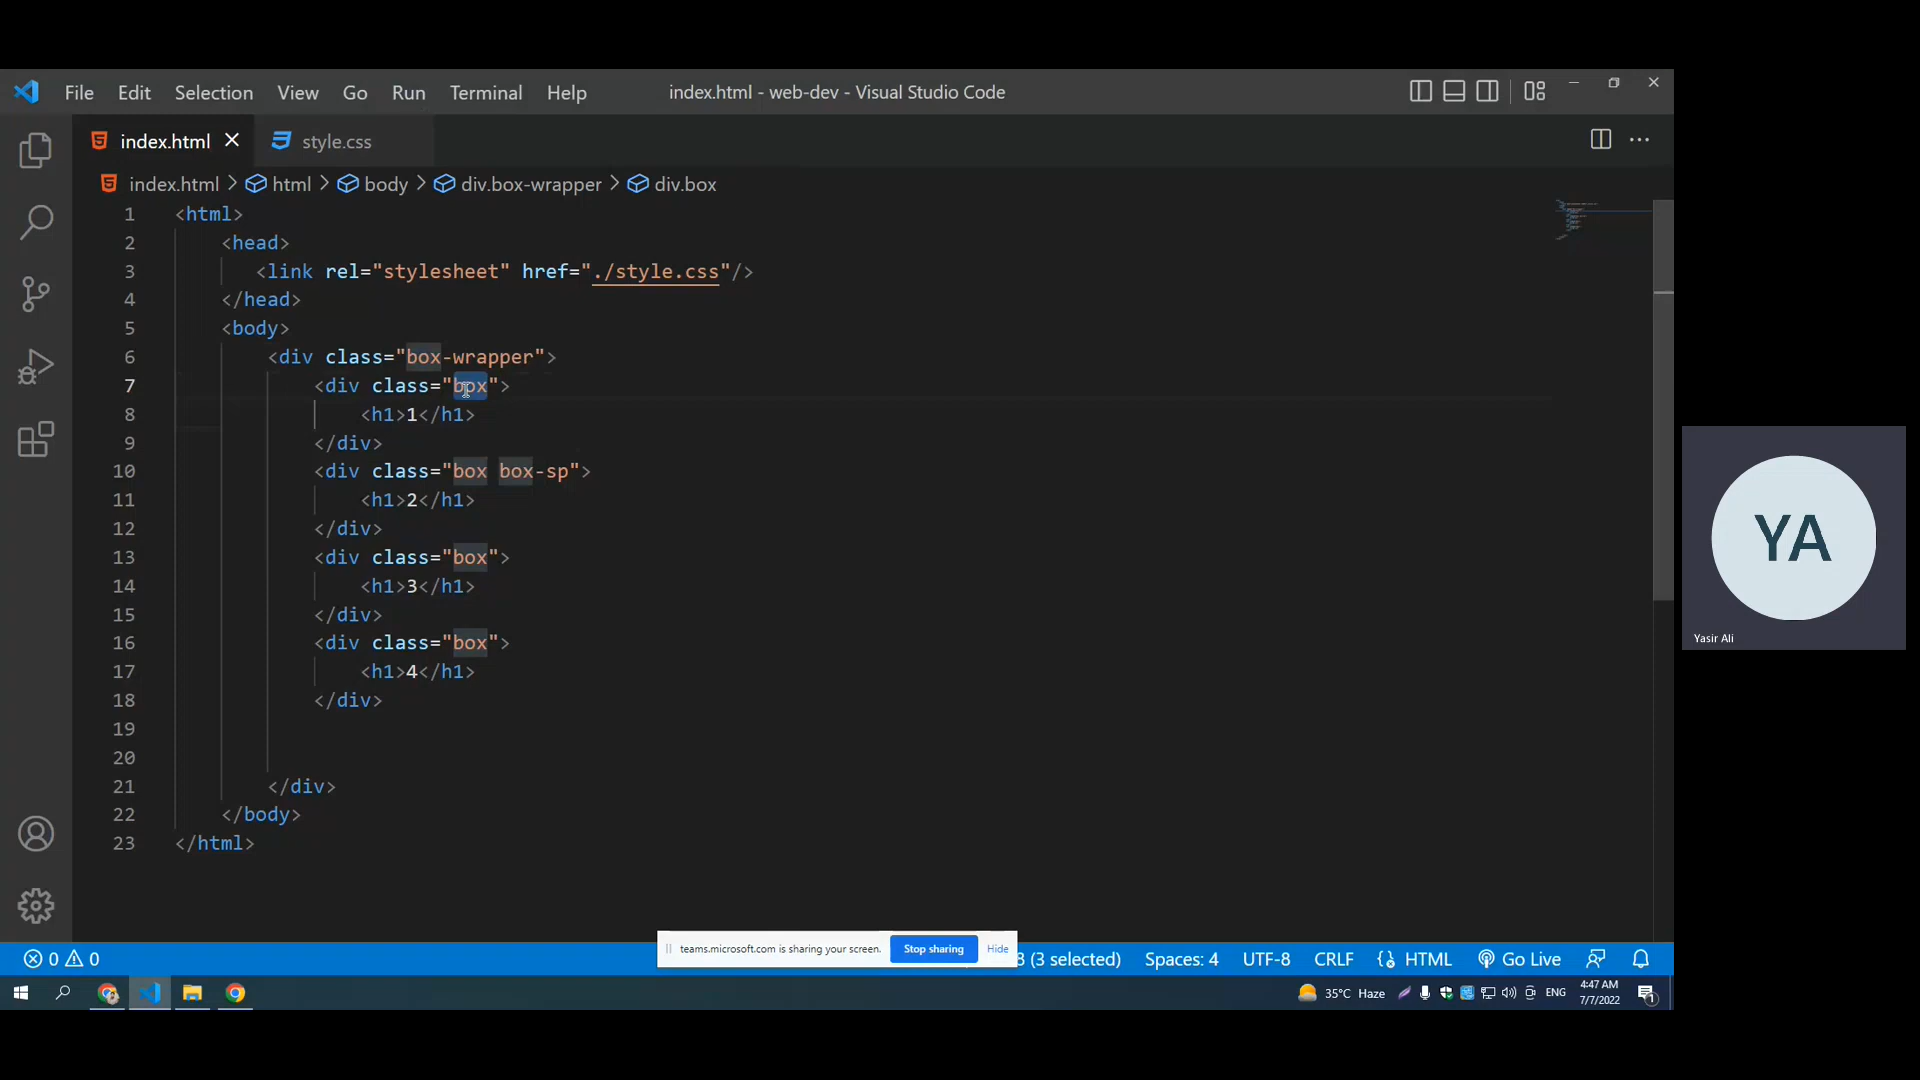 File Edit Selection View Go Run Terminal Help index.html - web-dev - Visual Studio Code
index.html style.css
index.html > html > body > div.box-wrapper > div.box
1 <html>
2 <head>
3 <link rel="stylesheet" href="./style.css"/>
4 </head>
5 <body>
6 <div class="box-wrapper">
7 <div class="box">
8 <h1>1</h1>
9 </div>
10 <div class="box box-sp">
11 <h1>2</h1>
12 </div>
13 <div class="box">
14 <h1>3</h1>
15 </div>
16 <div class="box">
17 <h1>4</h1>
18 </div>
19
20
21 </div>
22 </body>
23 </html>
YA
Yasir Ali
teams.microsoft.com is sharing your screen. Stop sharing Hide
0 0 8 (3 selected) Spaces: 4 UTF-8 CRLF HTML Go Live
35°C Haze ENG 4:47 AM
7/7/2022
1